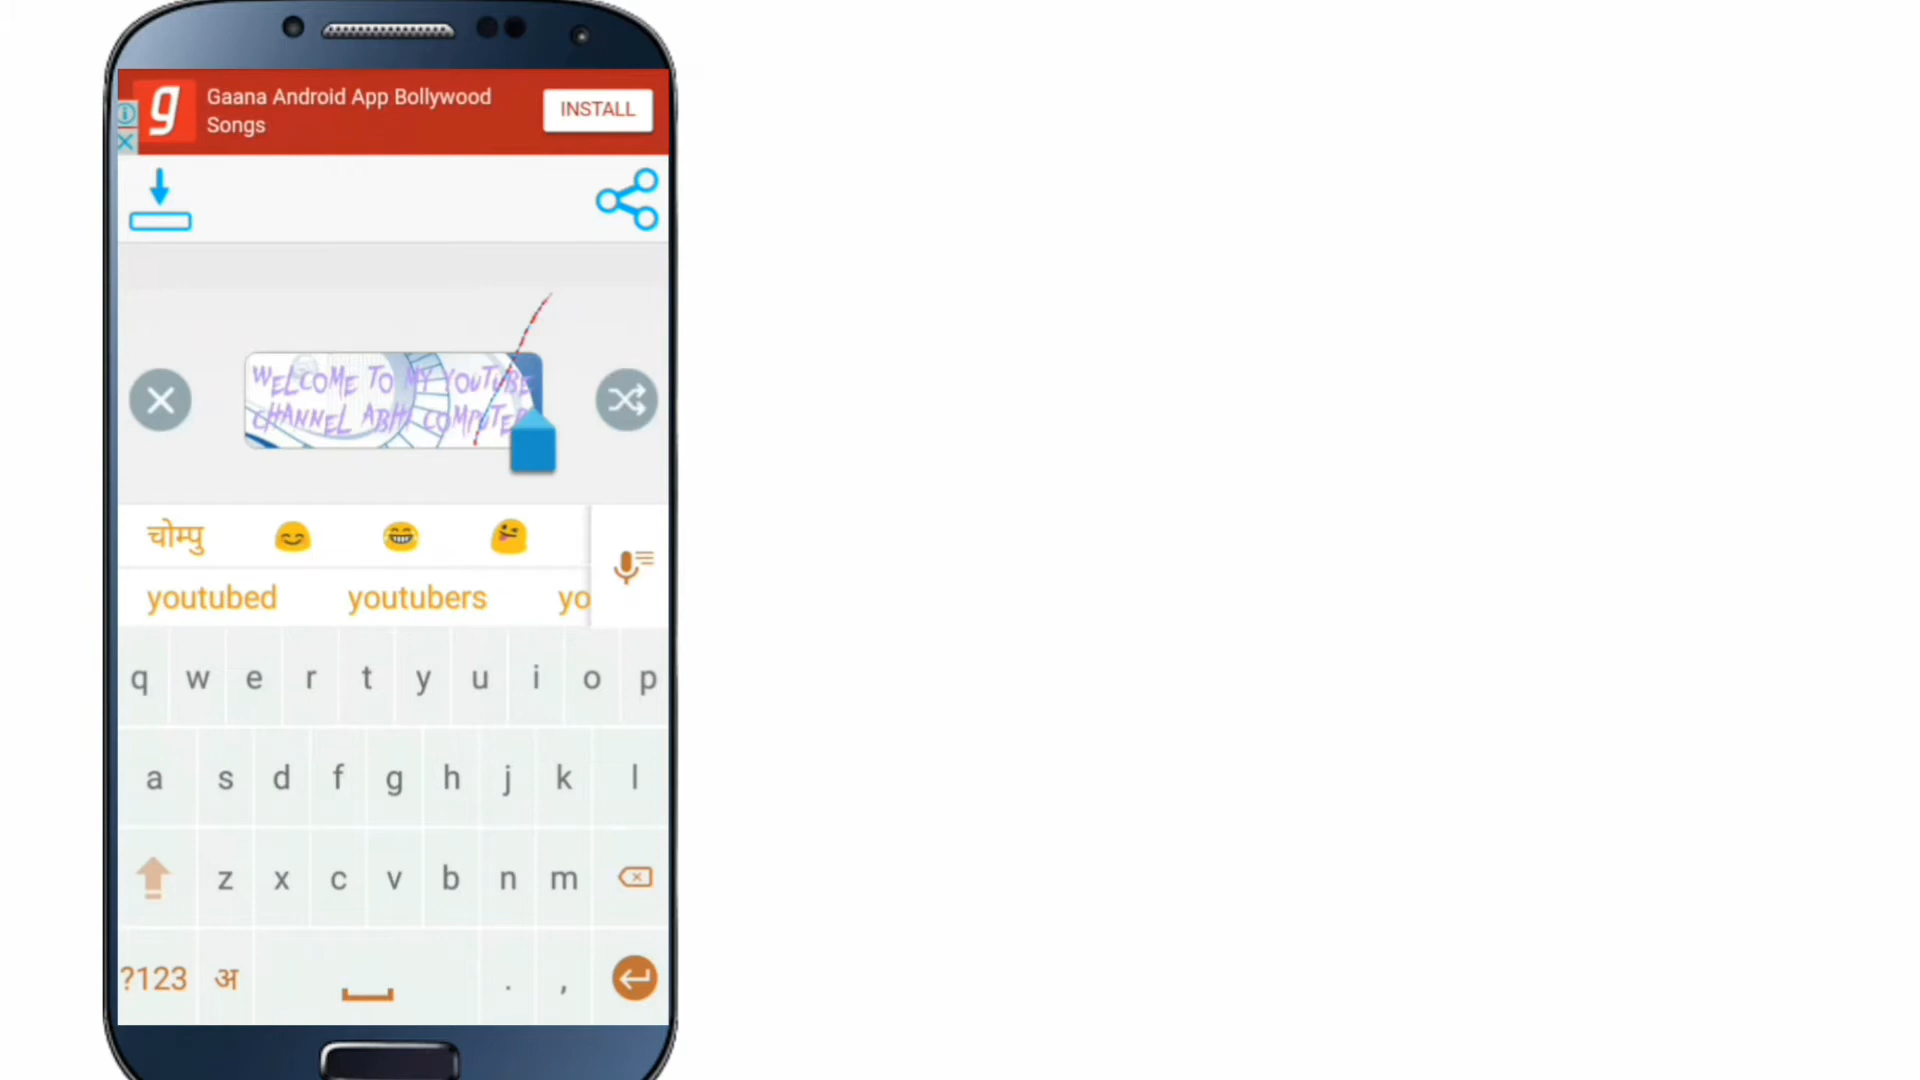 g Gaana Android App Bollywood
Songs
INSTALL
WELCOME TO MY YOUTUBE
CHANNEL ABHI COMPUTER
चोम्पु
youtubed youtubers yo
q w e r t y u i o p
a s d f g h j k l
z x c v b n m
?123 अ . ,